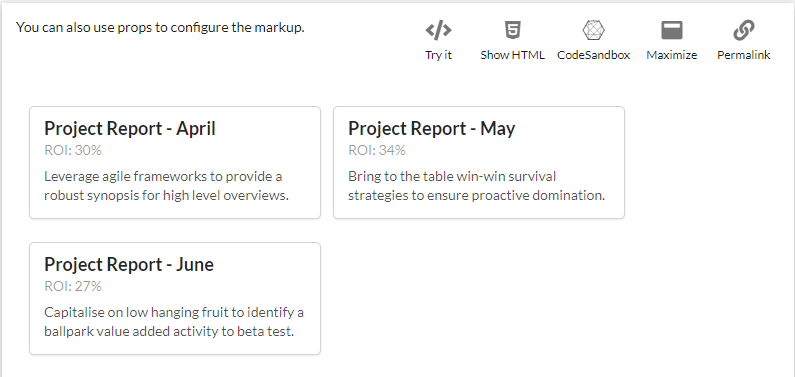 You can also use props to configure the markup.
Try it
Show HTML
CodeSandbox
Maximize
Permalink
Project Report - April
ROI: 30%
Leverage agile frameworks to provide a
robust synopsis for high level overviews.
Project Report - May
ROI: 34%
Bring to the table win-win survival
strategies to ensure proactive domination.
Project Report - June
ROI: 27%
Capitalise on low hanging fruit to identify a
ballpark value added activity to beta test.